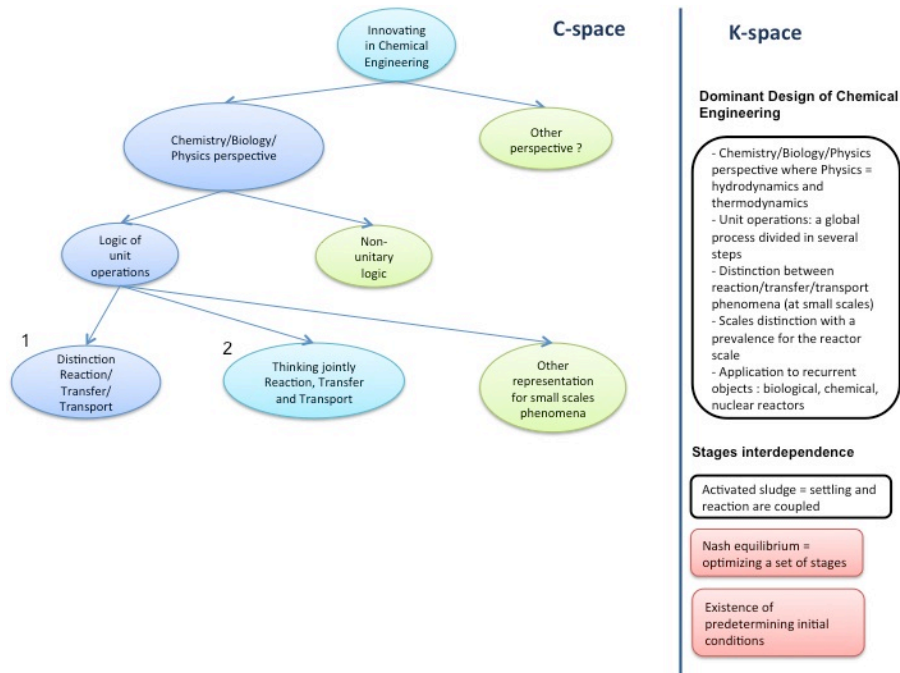 Innovating
in Chemical
Engineering
C-space
K-space
Chemistry/Biology/
Physics perspective
Other
perspective ?
Logic of
unit
operations
Non-
unitary
logic
1
Distinction
Reaction/
Transfer/
Transport
2
Thinking jointly
Reaction, Transfer
and Transport
Other
representation
for small scales
phenomena
Dominant Design of Chemical
Engineering
- Chemistry/Biology/Physics
perspective where Physics =
hydrodynamics and
thermodynamics
- Unit operations: a global
process divided in several
steps
- Distinction between
reaction/transfer/transport
phenomena (at small scales)
- Scales distinction with a
prevalence for the reactor
scale
- Application to recurrent
objects : biological, chemical,
nuclear reactors
Stages interdependence
Activated sludge = settling and
reaction are coupled
Nash equilibrium =
optimizing a set of stages
Existence of
predetermining initial
conditions